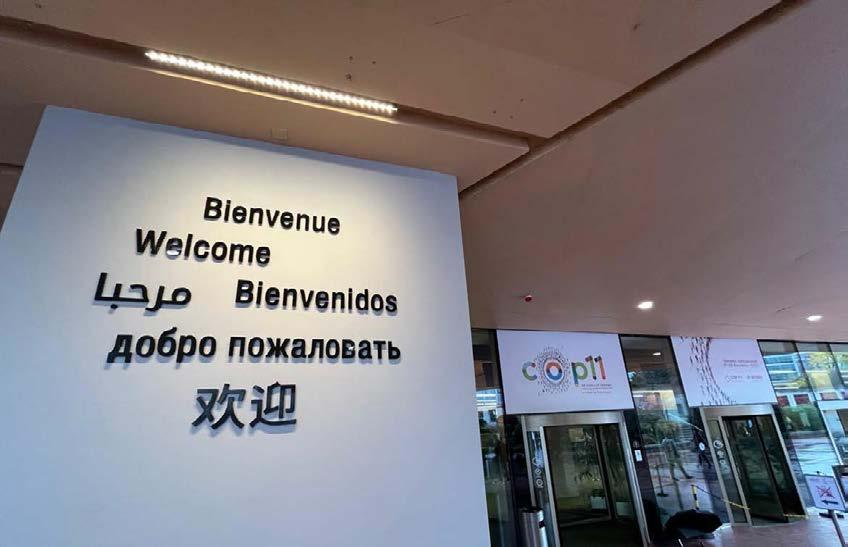 Bienvenue
Welcome
مرحبا Bienvenidos
добро пожаловать
欢迎
cop11